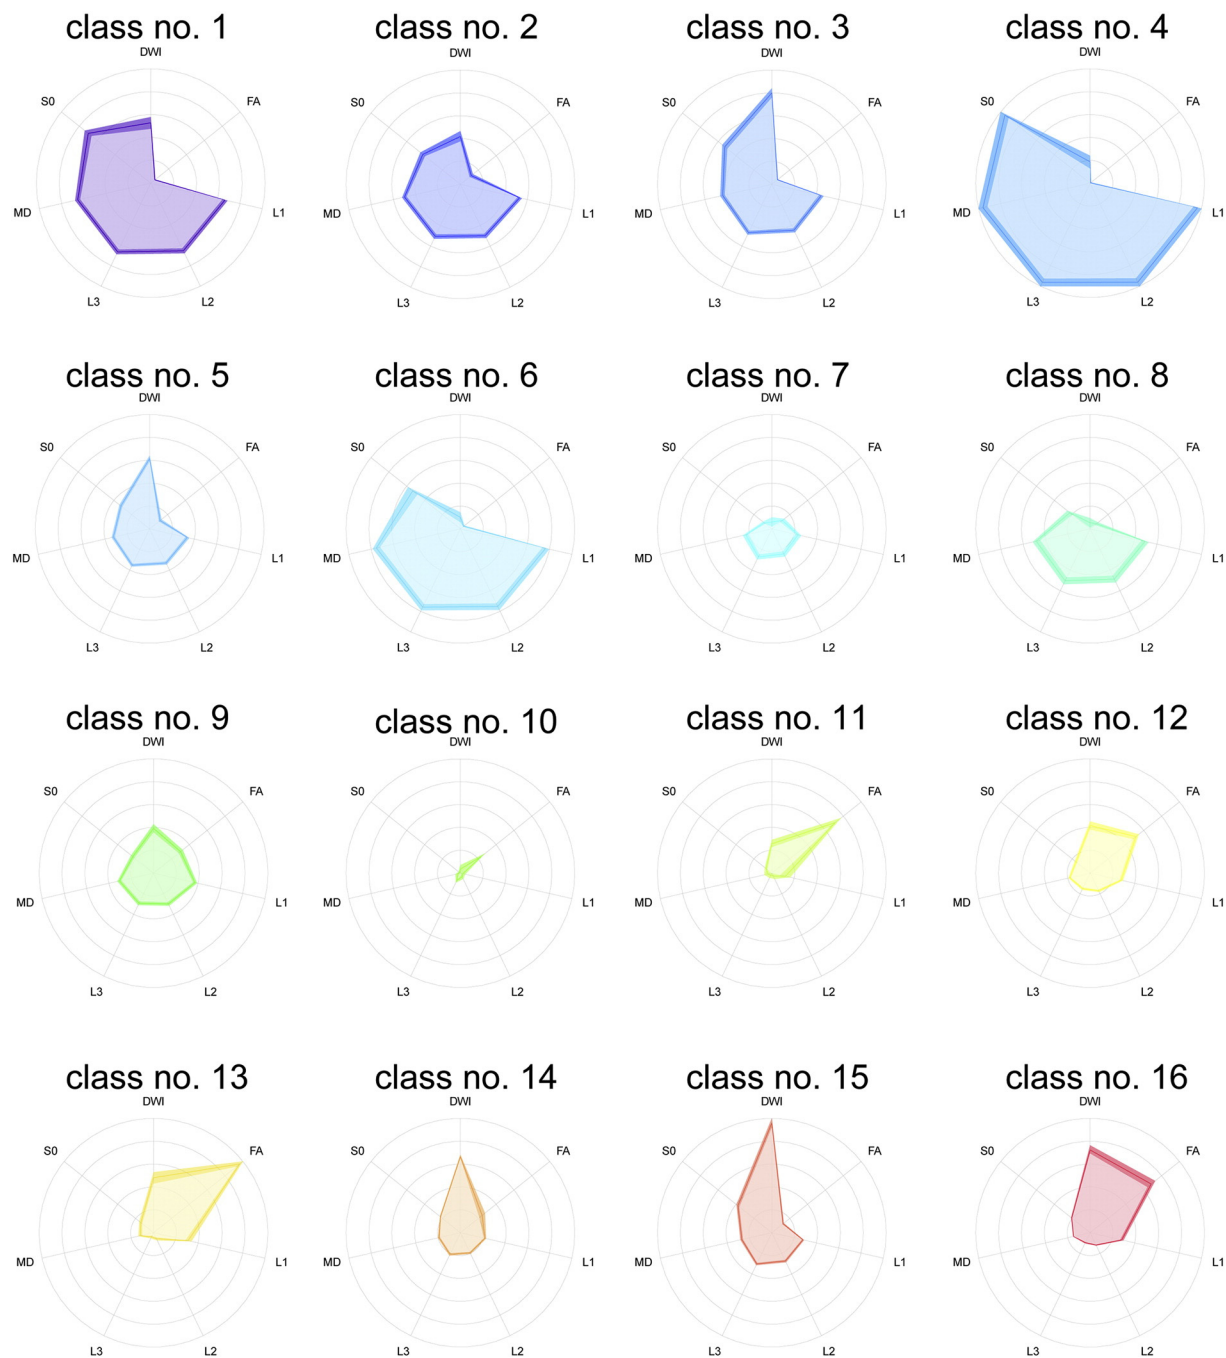 class no. 1
class no. 2
class no. 3
class no. 4
DWI
DWI
DWI
DWI
S0
FA
S0
FA
S0
FA
S0
FA
MD
L1
MD
L1
MD
L1
MD
L1
L3
L2
L3
L2
L3
L2
L3
L2
class no. 5
class no. 6
class no. 7
class no. 8
DWI
DWI
DWI
DWI
S0
FA
S0
FA
S0
FA
S0
FA
MD
L1
MD
L1
MD
L1
MD
L1
L3
L2
L3
L2
L3
L2
L3
L2
class no. 9
class no. 10
class no. 11
class no. 12
DWI
DWI
DWI
DWI
S0
FA
S0
FA
S0
FA
S0
FA
MD
L1
MD
L1
MD
L1
MD
L1
L3
L2
L3
L2
L3
L2
L3
L2
class no. 13
class no. 14
class no. 15
class no. 16
DWI
DWI
DWI
DWI
S0
FA
S0
FA
S0
FA
S0
FA
MD
L1
MD
L1
MD
L1
MD
L1
L3
L2
L3
L2
L3
L2
L3
L2